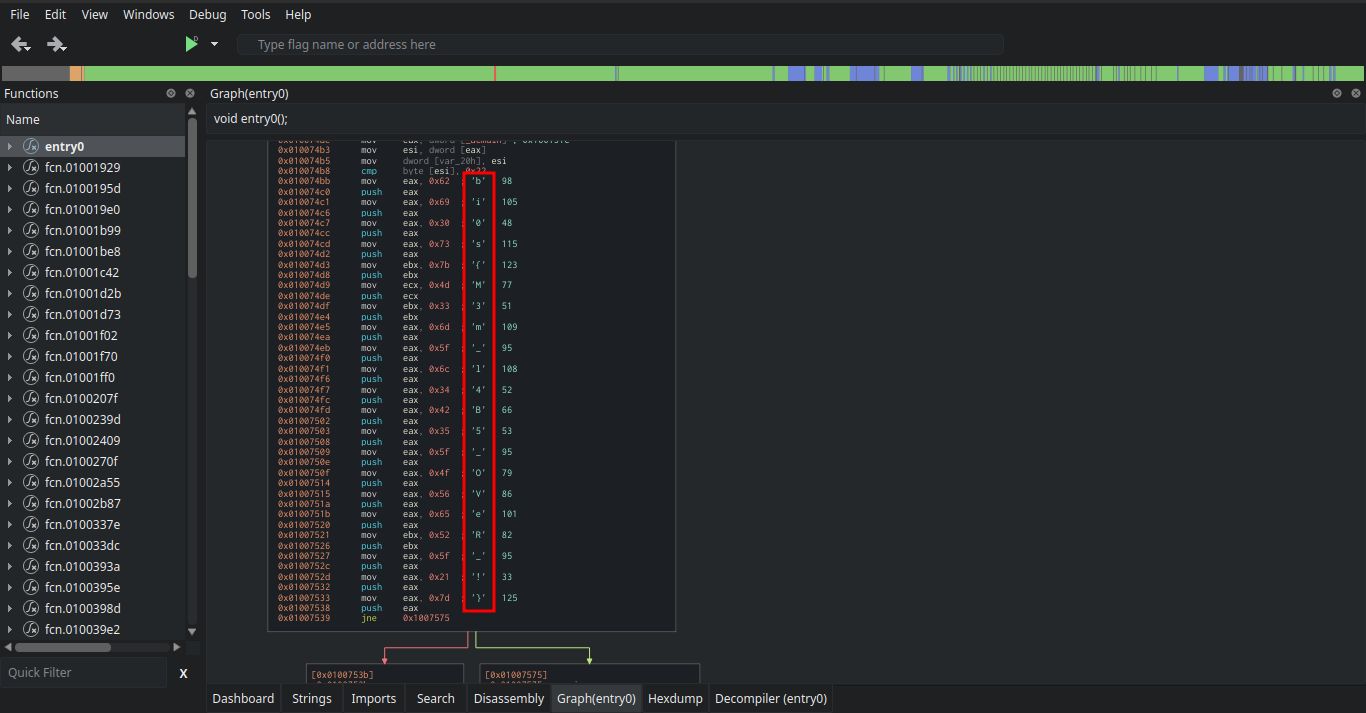 File Edit View Windows Debug Tools Help
Type flag name or address here
Functions
Graph(entry0)
Name
void entry0();
entry0
fcn.01001929
fcn.0100195d
fcn.010019e0
fcn.01001b99
fcn.01001be8
fcn.01001c42
fcn.01001d2b
fcn.01001d73
fcn.01001f02
fcn.01001f70
fcn.01001ff0
fcn.0100207f
fcn.0100239d
fcn.01002409
fcn.0100270f
fcn.01002a55
fcn.01002b87
fcn.0100337e
fcn.010033dc
fcn.0100393a
fcn.0100395e
fcn.0100398d
fcn.010039e2
Quick Filter X
0x010074b3 mov esi, dword [eax]
0x010074b5 mov dword [var_20h], esi
0x010074b8 cmp byte [esi], 0x22
0x010074bb mov eax, 0x62 ; 'b' 98
0x010074c0 push eax
0x010074c1 mov eax, 0x69 ; 'i' 105
0x010074c6 push eax
0x010074c7 mov eax, 0x30 ; '0' 48
0x010074cc push eax
0x010074cd mov eax, 0x73 ; 's' 115
0x010074d2 push eax
0x010074d3 mov ebx, 0x7b ; '{' 123
0x010074d8 push ebx
0x010074d9 mov ecx, 0x4d ; 'M' 77
0x010074de push ecx
0x010074df mov ebx, 0x33 ; '3' 51
0x010074e4 push ebx
0x010074e5 mov eax, 0x6d ; 'm' 109
0x010074ea push eax
0x010074eb mov eax, 0x5f ; '_' 95
0x010074f0 push eax
0x010074f1 mov eax, 0x6c ; 'l' 108
0x010074f6 push eax
0x010074f7 mov eax, 0x34 ; '4' 52
0x010074fc push eax
0x010074fd mov eax, 0x42 ; 'B' 66
0x01007502 push eax
0x01007503 mov eax, 0x35 ; '5' 53
0x01007508 push eax
0x01007509 mov eax, 0x5f ; '_' 95
0x0100750e push eax
0x0100750f mov eax, 0x4f ; 'O' 79
0x01007514 push eax
0x01007515 mov eax, 0x56 ; 'V' 86
0x0100751a push eax
0x0100751b mov eax, 0x65 ; 'e' 101
0x01007520 push eax
0x01007521 mov ebx, 0x52 ; 'R' 82
0x01007526 push ebx
0x01007527 mov eax, 0x5f ; '_' 95
0x0100752c push eax
0x0100752d mov eax, 0x21 ; '!' 33
0x01007532 push eax
0x01007533 mov eax, 0x7d ; '}' 125
0x01007538 push eax
0x01007539 jne 0x1007575
[0x0100753b] [0x01007575]
Dashboard Strings Imports Search Disassembly Graph(entry0) Hexdump Decompiler (entry0)